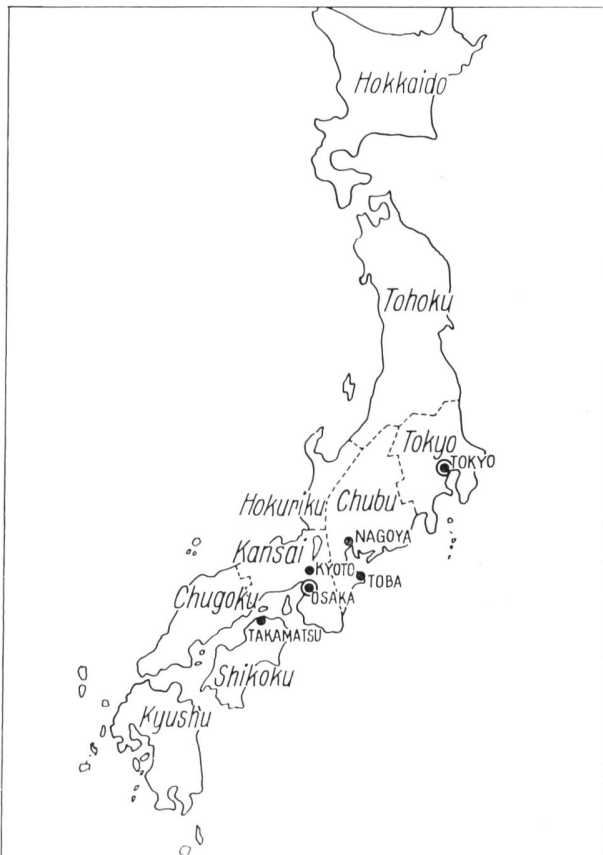 Hokkaido
Tohoku
Tokyo
TOKYO
Hokuriku
Chubu
NAGOYA
Kansai
KYOTO
TOBA
Chugoku
OSAKA
TAKAMATSU
Shikoku
Kyushu